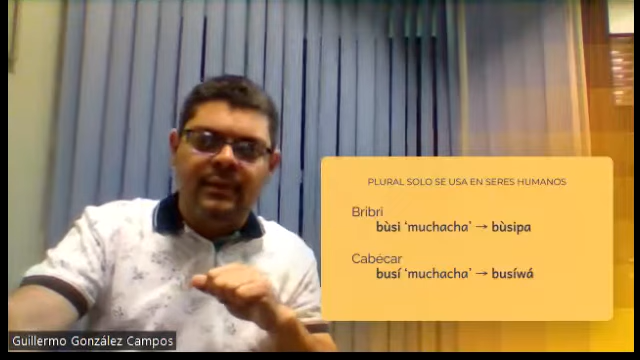 PLURAL SOLO SE USA EN SERES HUMANOS
Bribri
bùsi ‘muchacha’ → bùsipa
Cabécar
busí ‘muchacha’ → busíwá
Guillermo González Campos